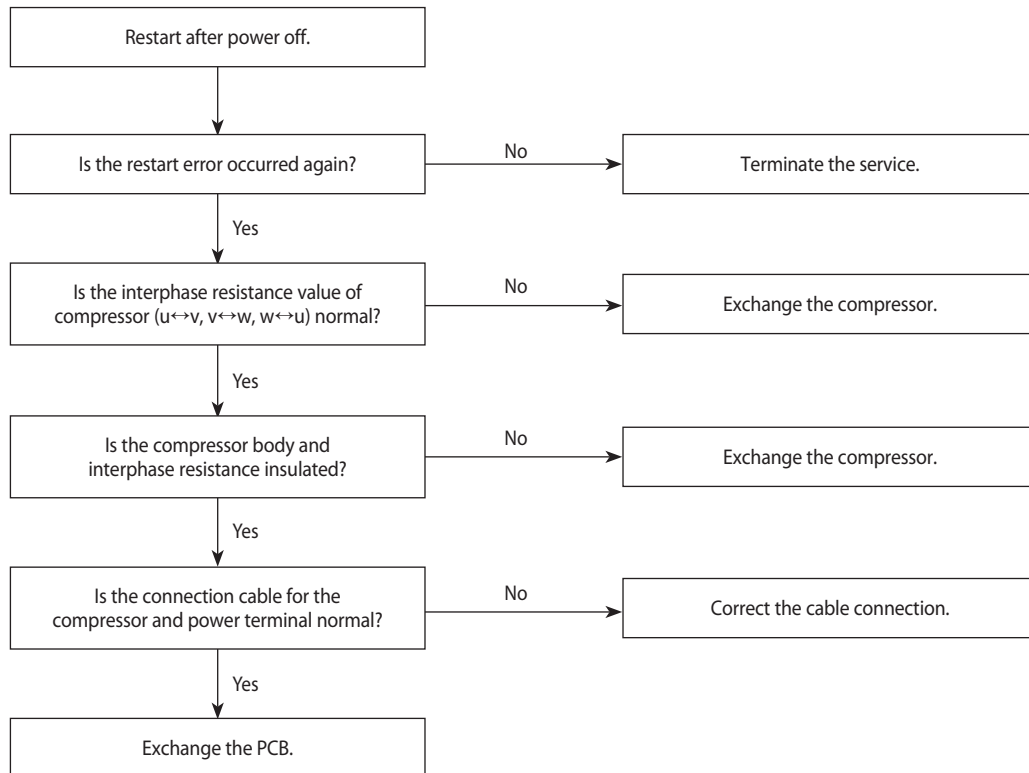 Restart after power off.
Is the restart error occurred again?
No
Terminate the service.
Yes
Is the interphase resistance value of
compressor (u↔v, v↔w, w↔u) normal?
No
Exchange the compressor.
Yes
Is the compressor body and
interphase resistance insulated?
No
Exchange the compressor.
Yes
Is the connection cable for the
compressor and power terminal normal?
No
Correct the cable connection.
Yes
Exchange the PCB.